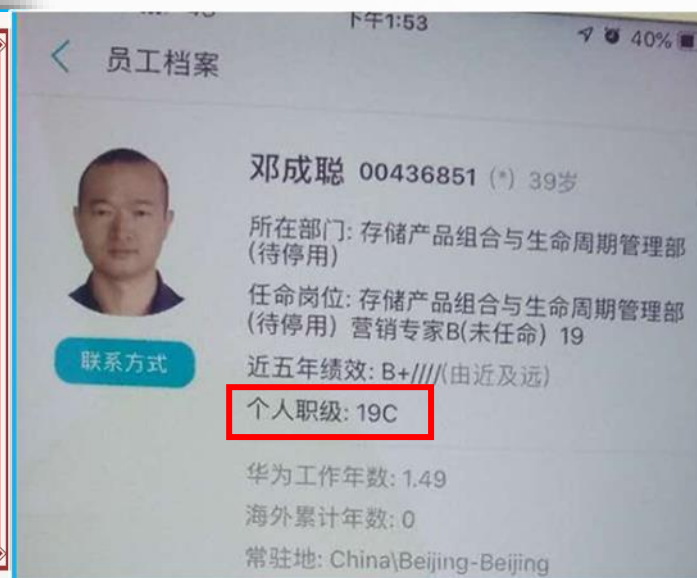 下午1:53
40%
员工档案
邓成聪 00436851 (*) 39岁
所在部门: 存储产品组合与生命周期管理部
(待停用)
任命岗位: 存储产品组合与生命周期管理部
(待停用) 营销专家B(未任命) 19
联系方式
近五年绩效: B+////(由近及远)
个人职级: 19C
华为工作年数: 1.49
海外累计年数: 0
常驻地: China\Beijing-Beijing